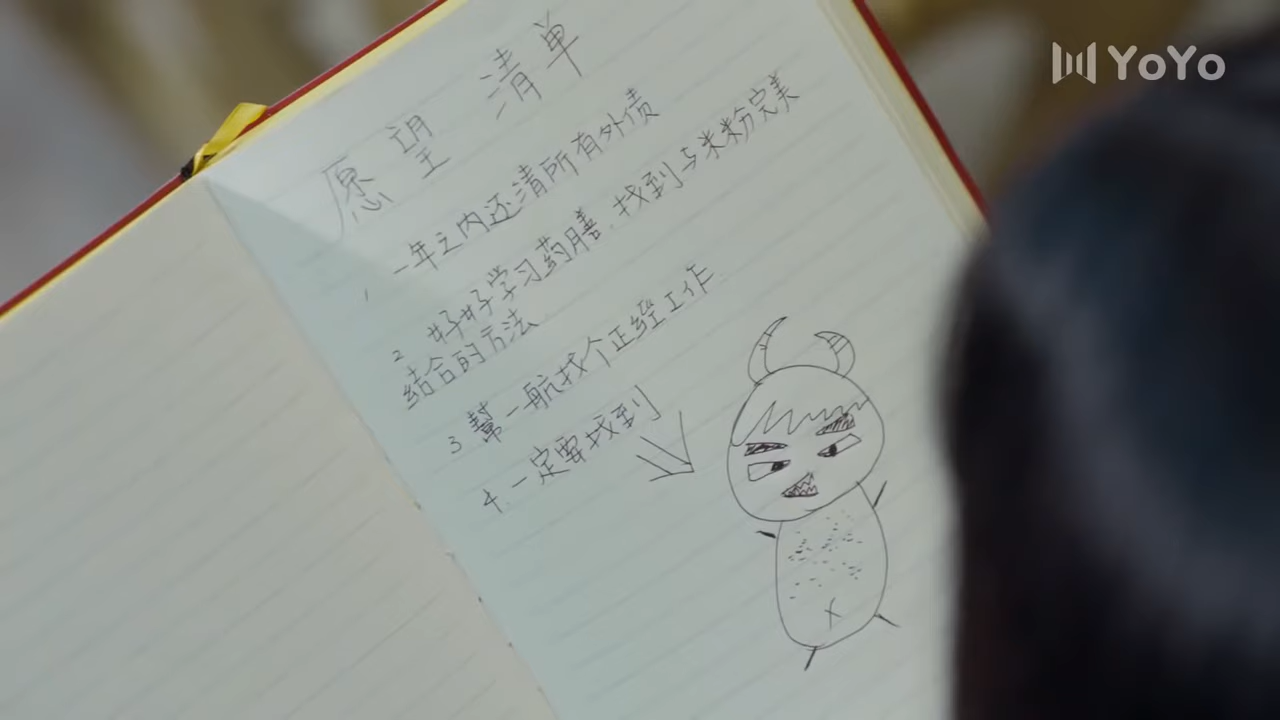 YoYo
愿望 清单
1 一年之内还清所有外债
2 好好学习药膳，找到与米粉完美
结合的方法
3 幫一航找个正经工作
4. 一定要找到